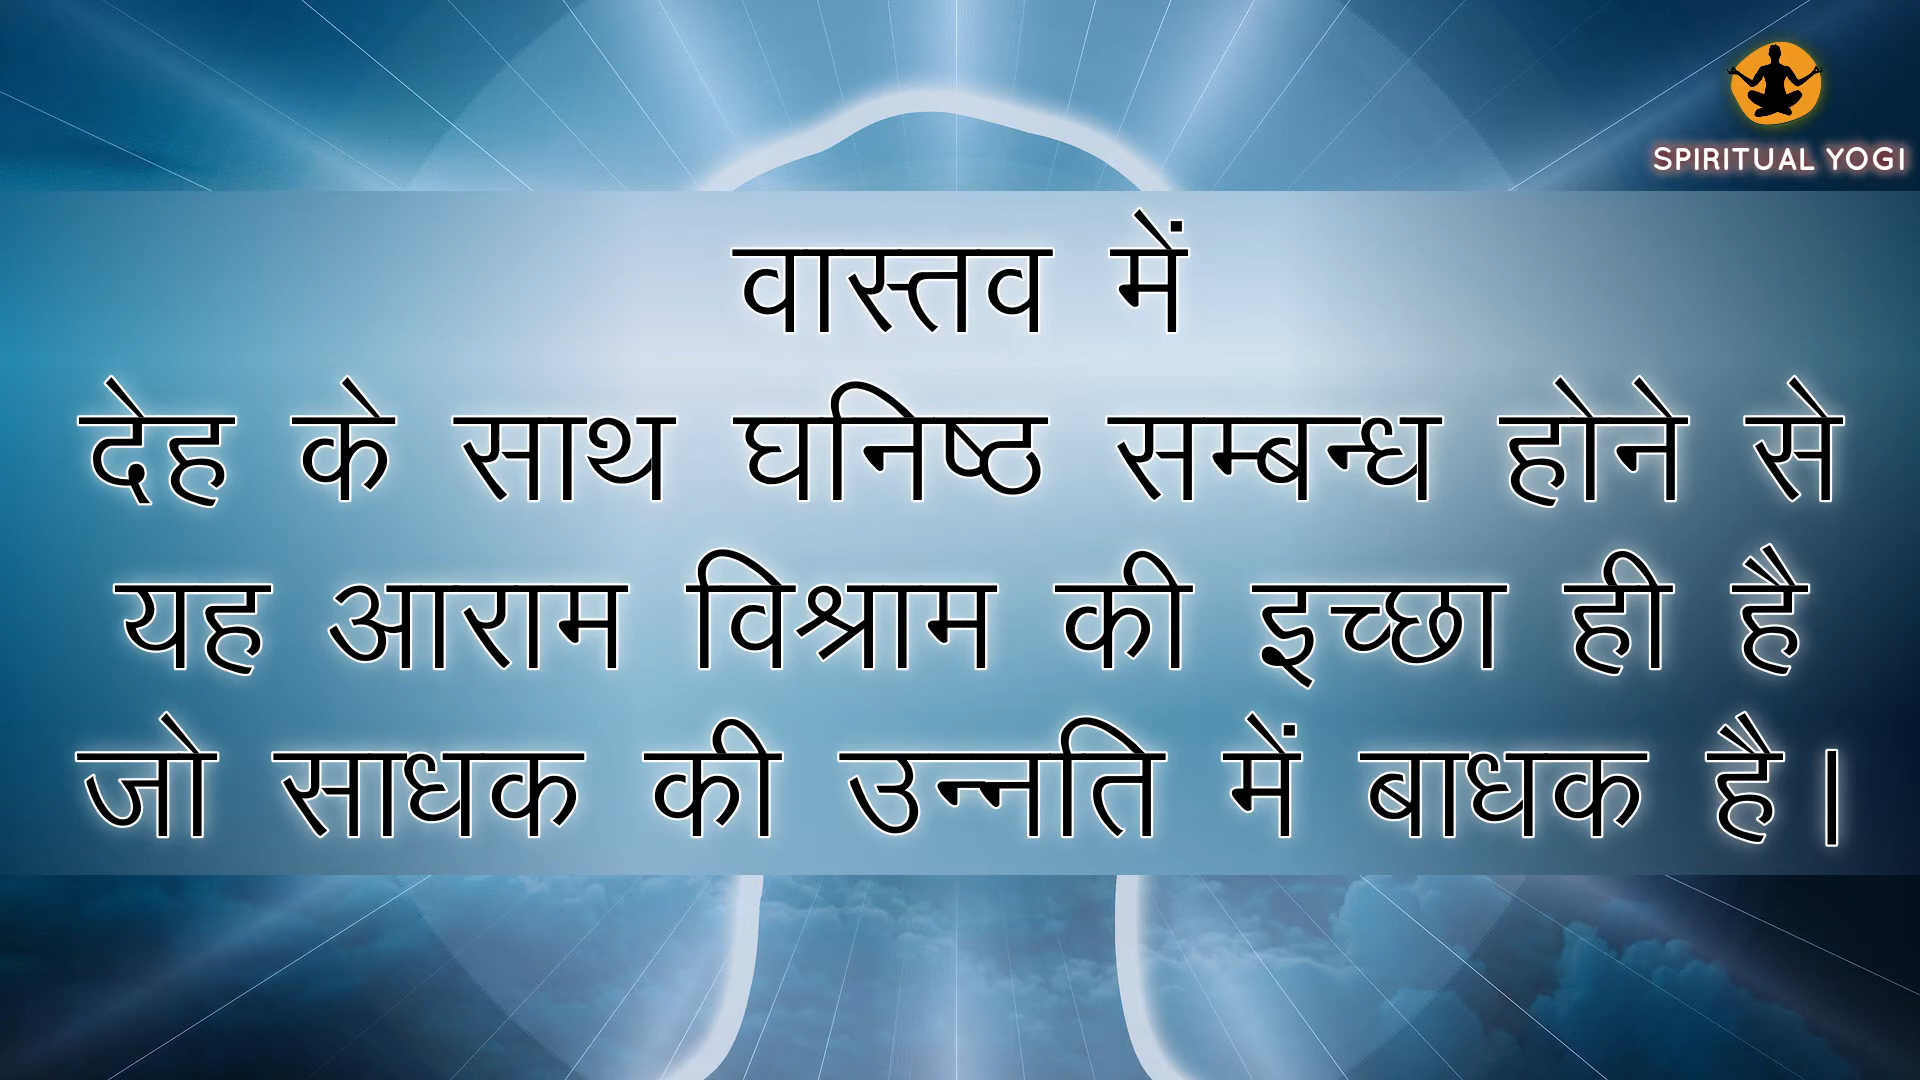 SPIRITUAL YOGI
वास्तव में
देह के साथ घनिष्ठ सम्बन्ध होने से
यह आराम विश्राम की इच्छा ही है
जो साधक की उन्नति में बाधक है।